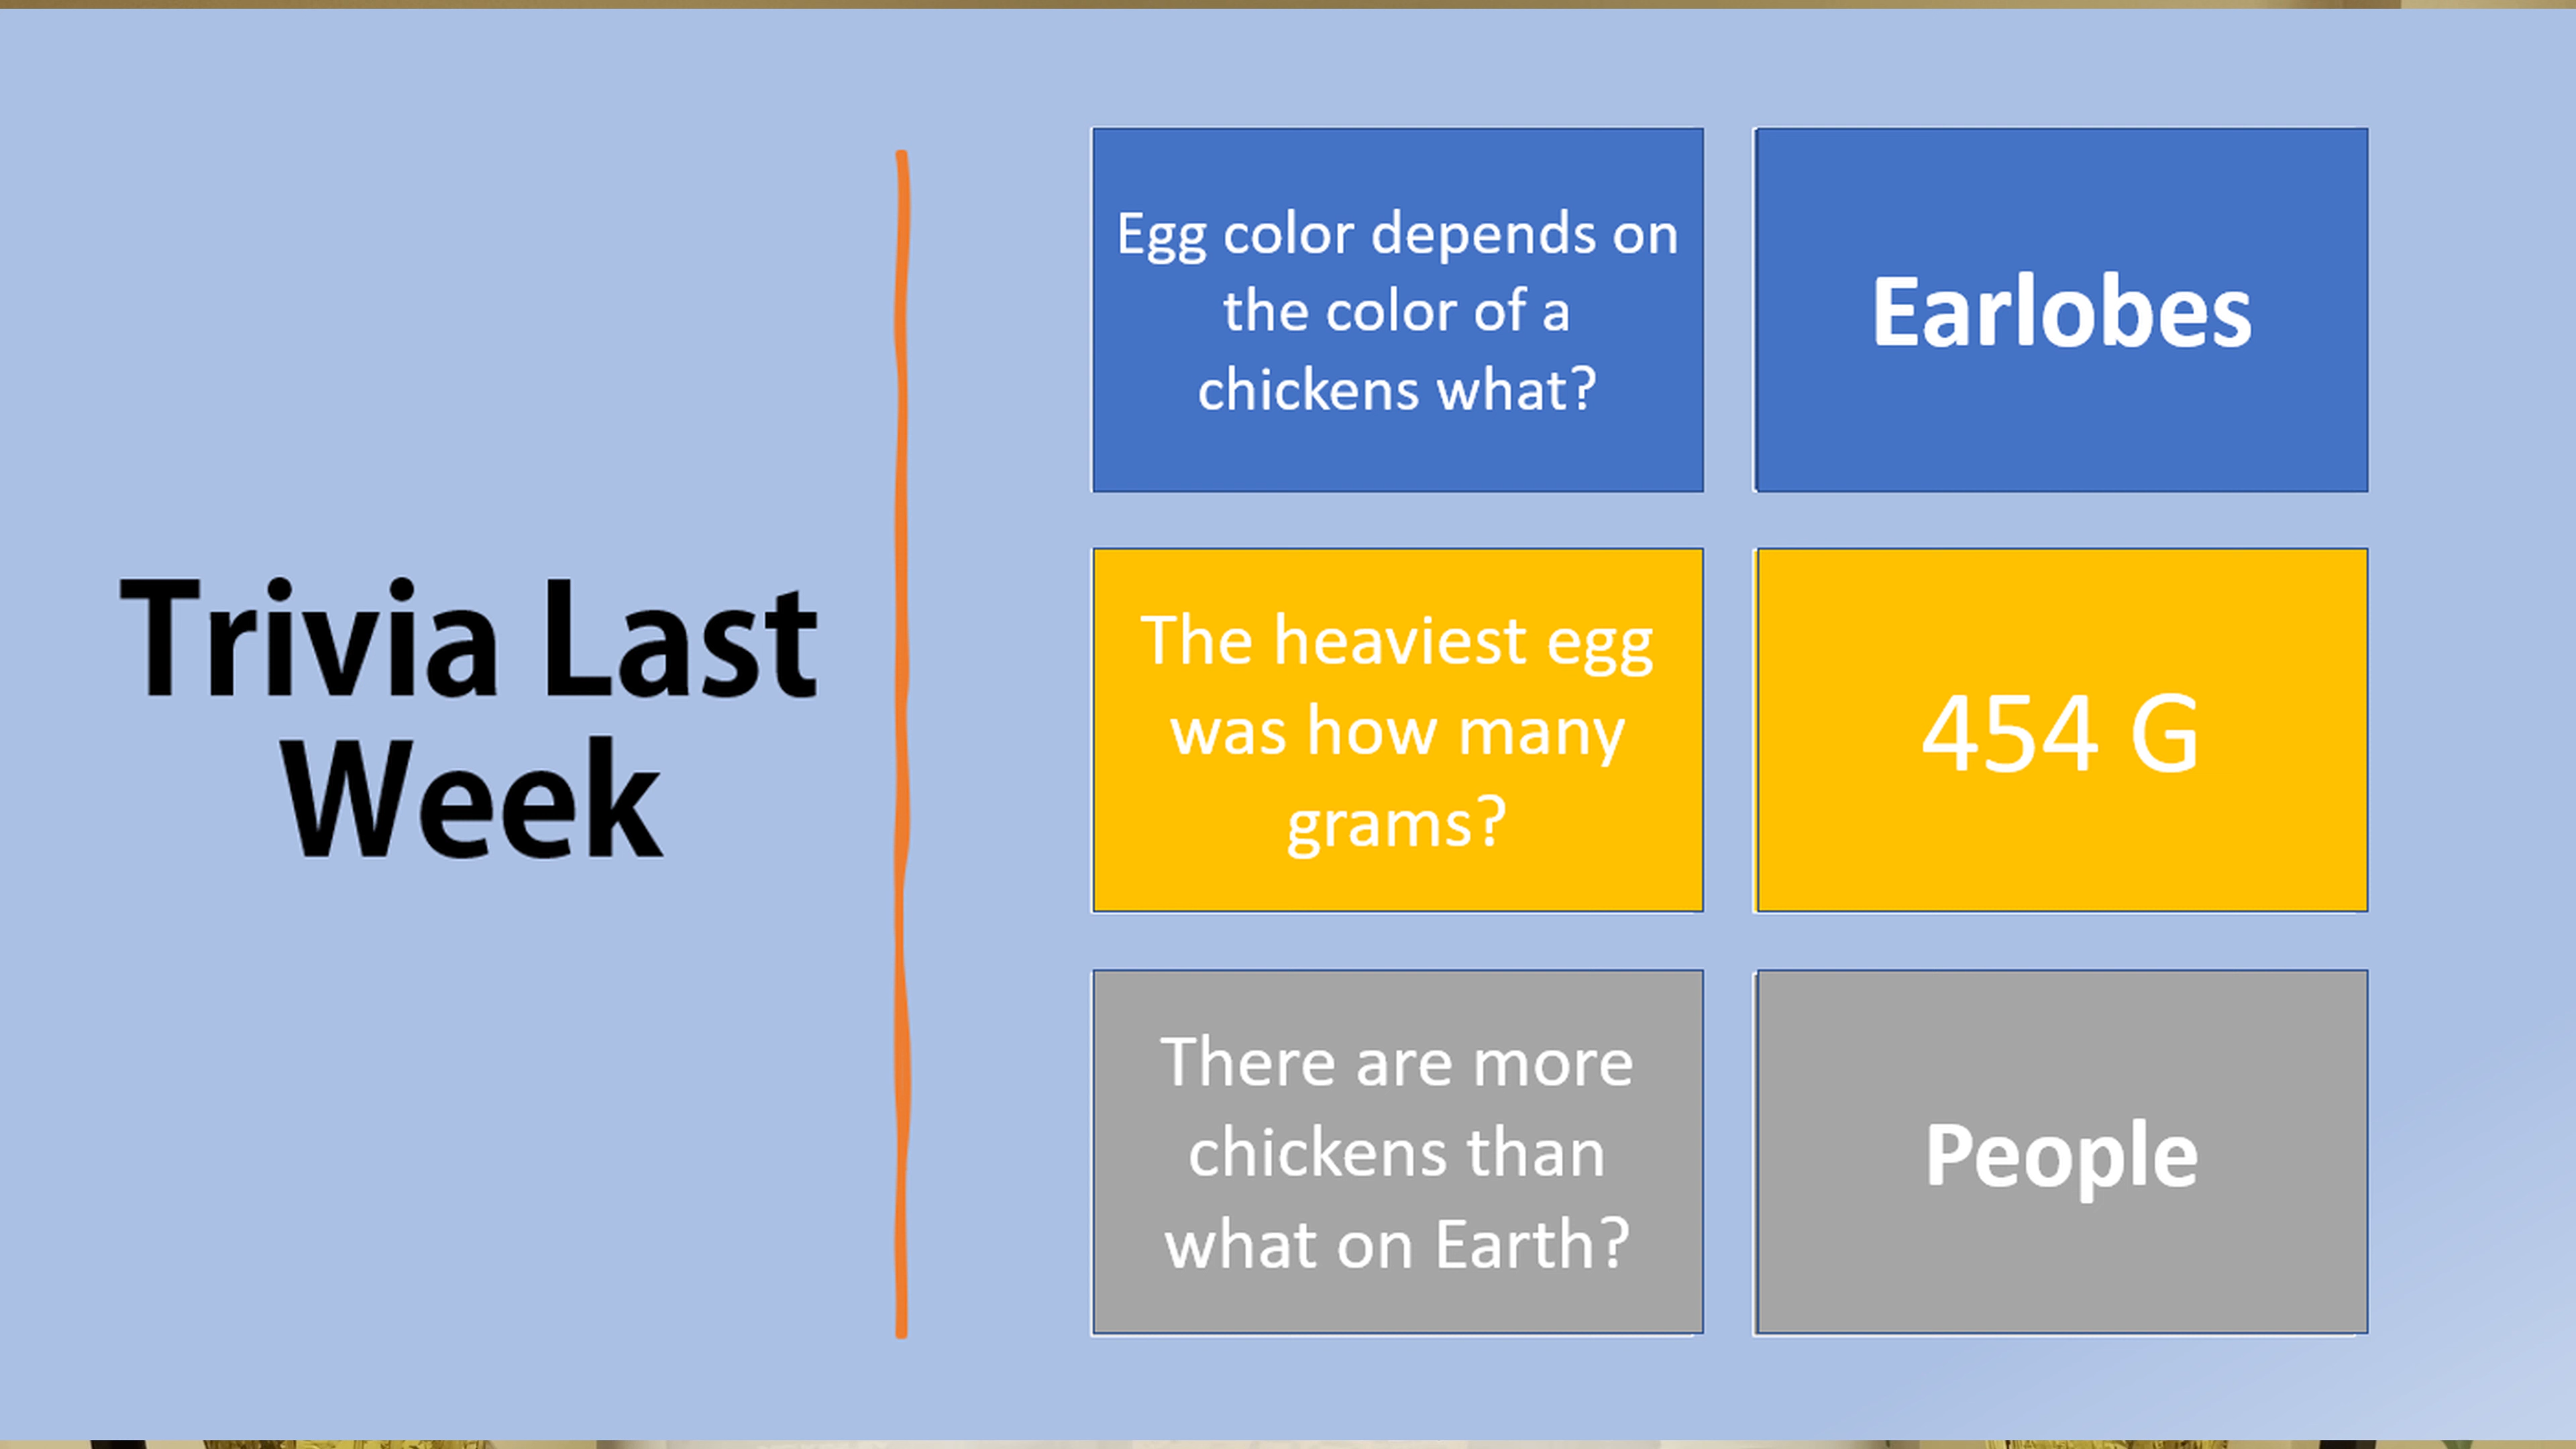 Trivia Last
Week
Egg color depends on
the color of a
chickens what?
Earlobes
The heaviest egg
was how many
grams?
454 G
There are more
chickens than
what on Earth?
People